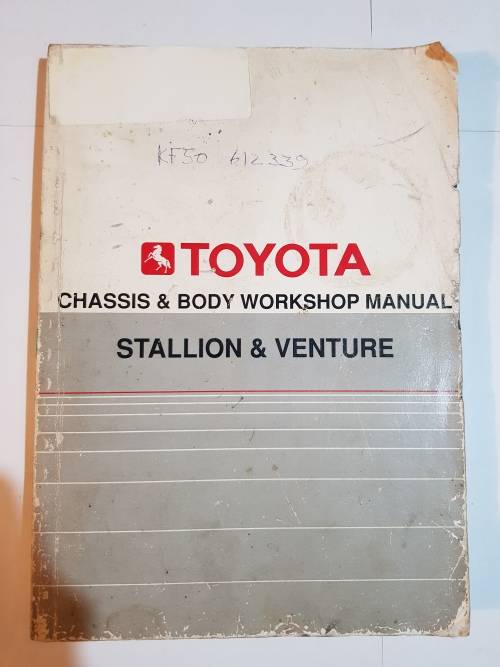 KF50 612339
TOYOTA
CHASSIS & BODY WORKSHOP MANUAL
STALLION & VENTURE